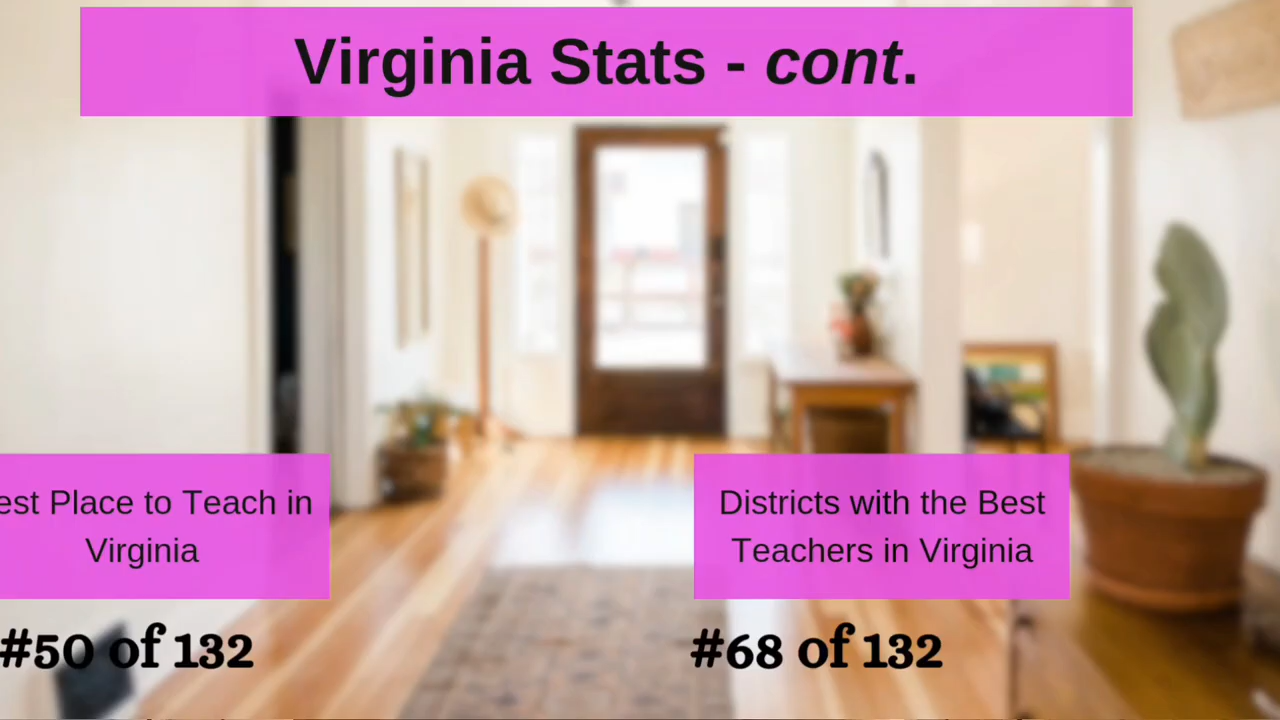 Virginia Stats - cont.
est Place to Teach in
Virginia
#50 of 132
Districts with the Best
Teachers in Virginia
#68 of 132